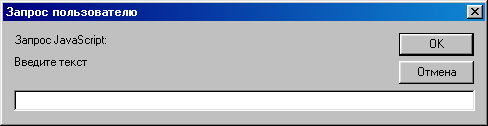 Запрос пользователю
Запрос JavaScript:
OK
Введите текст
Отмена